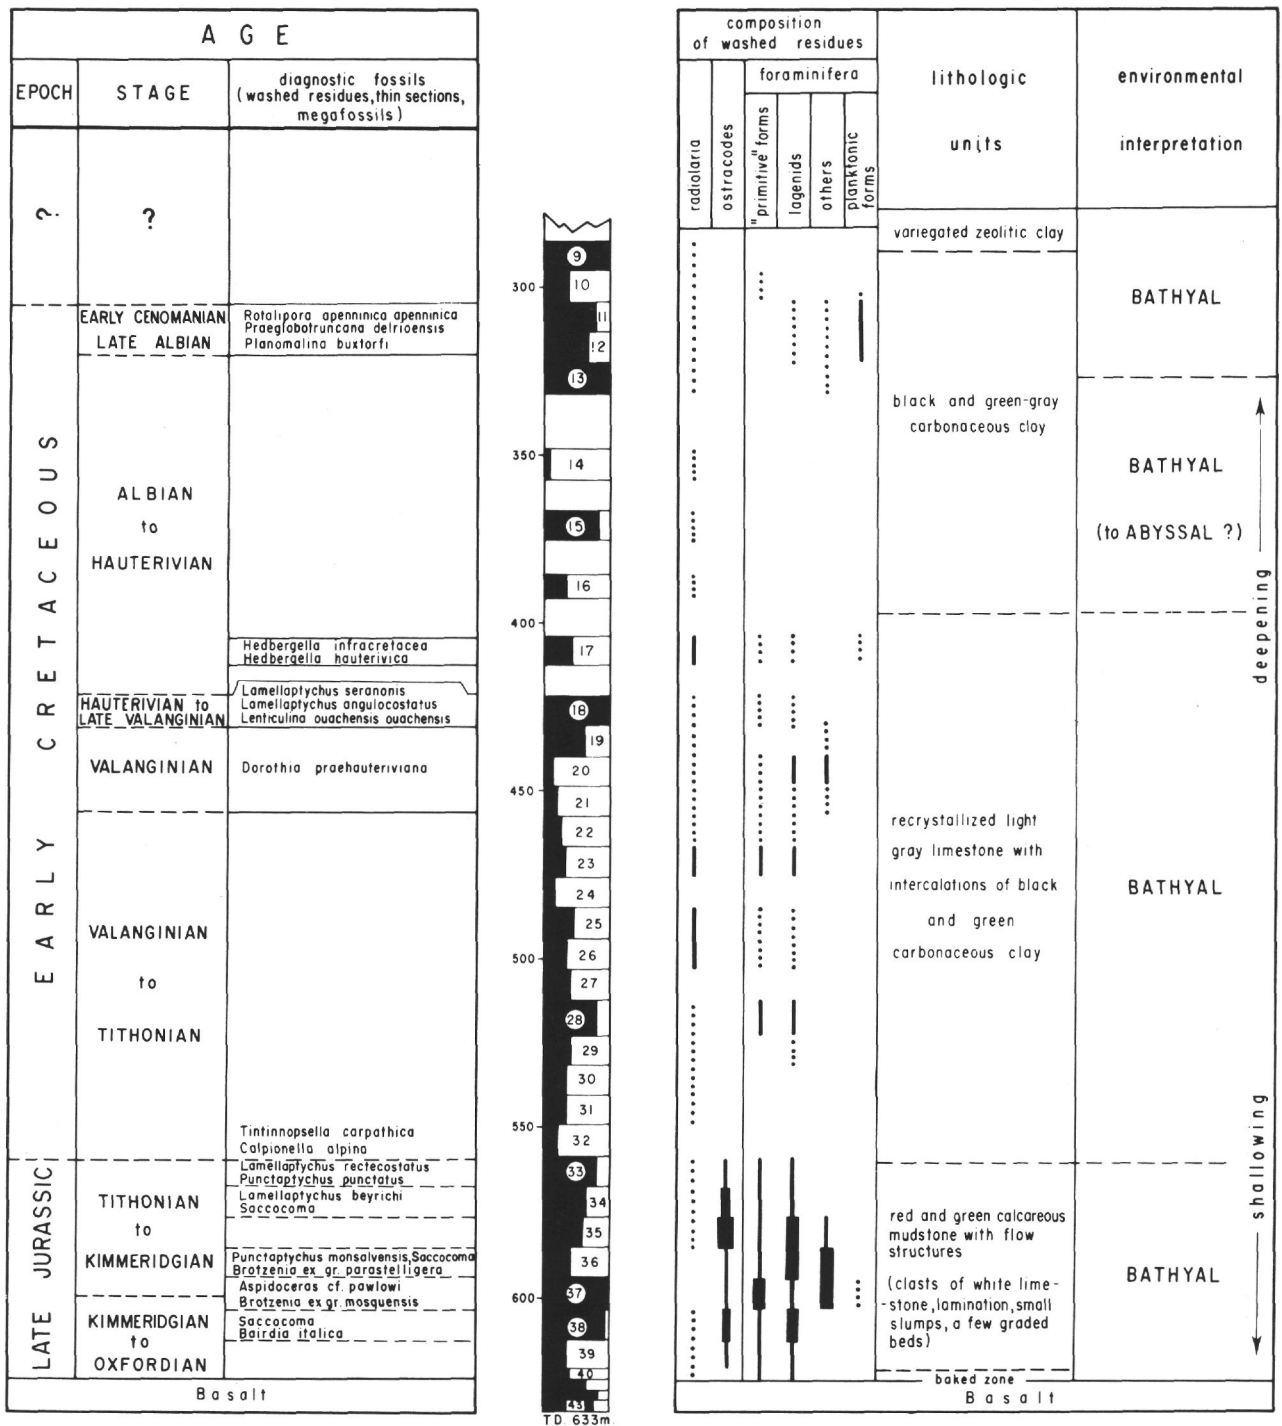 AGE
EPOCH
STAGE
diagnostic fossils
(washed residues, thin sections,
megafossils)
?
?
EARLY CRETACEOUS
EARLY CENOMANIAN
LATE ALBIAN
Rotalipora apenninica apenninica
Praeglobotruncana delrioensis
Planomalina buxtorfi
ALBIAN
to
HAUTERIVIAN
Hedbergella infracretacea
Hedbergella hauterivica
HAUTERIVIAN to
LATE VALANGINIAN
Lamellaptychus seranonis
Lamellaptychus angulocostatus
Lenticulina ouachensis ouachensis
VALANGINIAN
Dorothia praehauteriviana
VALANGINIAN
to
TITHONIAN
Tintinnopsella carpathica
Calpionella alpina
LATE JURASSIC
TITHONIAN
to
KIMMERIDGIAN
Lamellaptychus rectecostatus
Punctaptychus punctatus
Lamellaptychus beyrichi
Saccocoma
Punctaptychus monsalvensis, Saccocoma
Brotzenia ex gr. parastelligera
Aspidoceras cf. pawlowi
Brotzenia ex gr. mosquensis
KIMMERIDGIAN
to
OXFORDIAN
Saccocoma
Bairdia italica
Basalt
300
350
400
450
500
550
600
9
10
11
12
13
14
15
16
17
18
19
20
21
22
23
24
25
26
27
28
29
30
31
32
33
34
35
36
37
38
39
40
43
T.D. 633m.
composition
of washed residues
foraminifera
radiolaria
ostracodes
"primitive" forms
lagenids
others
planktonic
forms
lithologic
units
environmental
interpretation
variegated zeolitic clay
black and green-gray
carbonaceous clay
recrystallized light
gray limestone with
intercalations of black
and green
carbonaceous clay
red and green calcareous
mudstone with flow
structures
(clasts of white lime-
-stone, lamination, small
slumps, a few graded
beds)
baked zone
Basalt
BATHYAL
BATHYAL
(to ABYSSAL ?)
BATHYAL
BATHYAL
deepening
shallowing